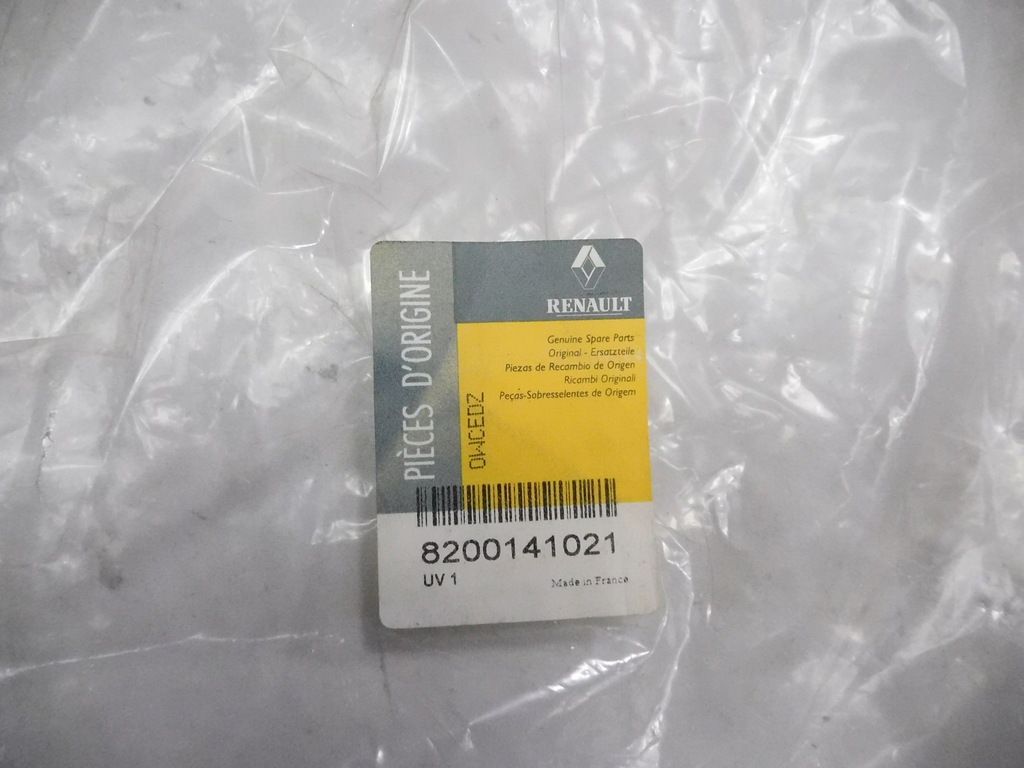 PIÈCES D'ORIGINE
RENAULT
Genuine Spare Parts
Original - Ersatzteile
Piezas de Recambio de Origen
Ricambi Originali
Peças-Sobresselentes de Origem
OWCEDZ
8200141021
UV 1
Made in France